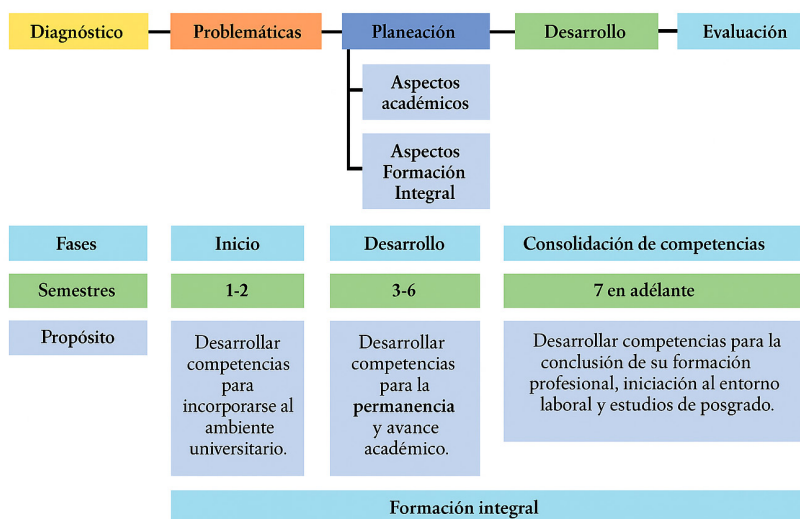 Diagnóstico
Problemáticas
Planeación
Desarrollo
Evaluación
Aspectos
académicos
Aspectos
Formación
Integral
Fases
Inicio
Desarrollo
Consolidación de competencias
Semestres
1-2
3-6
7 en adélante
Propósito
Desarrollar
competencias
para
incorporarse al
ambiente
universitario.
Desarrollar
competencias
para la
permanencia
y avance
académico.
Desarrollar competencias para la
conclusión de su formación
profesional, iniciación al entorno
laboral y estudios de posgrado.
Formación integral